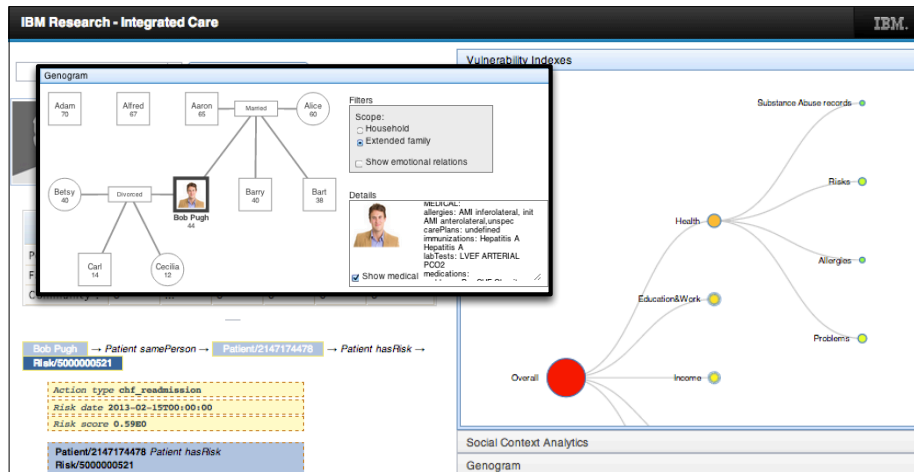 IBM Research - Integrated Care
IBM.
Genogram
Adam
70
Alfred
67
Aaron
65
Married
Alice
60
Betsy
40
Divorced
Bob Pugh
44
Barry
40
Bart
38
Carl
14
Cecilia
12
Filters
Scope:
Household
Extended family
Show emotional relations
Details
MEDICAL:
allergies: AMI inferolateral, init
AMI anterolateral,unspec
carePlans: undefined
immunizations: Hepatitis A
Hepatitis A
labTests: LVEF ARTERIAL
PCO2
medications:
Show medical
Vulnerability Indexes
Substance Abuse records
Risks
Health
Allergies
Education&Work
Problems
Overall
Income
Bob Pugh → Patient samePerson → Patient/2147174478 → Patient hasRisk →
Risk/5000000521
Action type chf_readmission
Risk date 2013-02-15T00:00:00
Risk score 0.59E0
Patient/2147174478 Patient hasRisk
Risk/5000000521
Social Context Analytics
Genogram